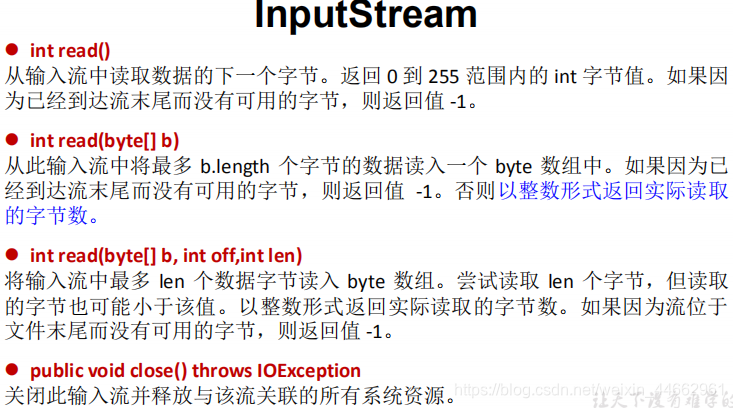 InputStream
● int read()
从输入流中读取数据的下一个字节。返回 0 到 255 范围内的 int 字节值。如果因
为已经到达流末尾而没有可用的字节，则返回值 -1。
● int read(byte[] b)
从此输入流中将最多 b.length 个字节的数据读入一个 byte 数组中。如果因为已
经到达流末尾而没有可用的字节，则返回值 -1。否则以整数形式返回实际读取
的字节数。
● int read(byte[] b, int off,int len)
将输入流中最多 len 个数据字节读入 byte 数组。尝试读取 len 个字节，但读取
的字节也可能小于该值。以整数形式返回实际读取的字节数。如果因为流位于
文件末尾而没有可用的字节，则返回值 -1。
● public void close() throws IOException
关闭此输入流并释放与该流关联的所有系统资源。
https://blog.csdn.net/weixin_44662961
让天下没有难学的